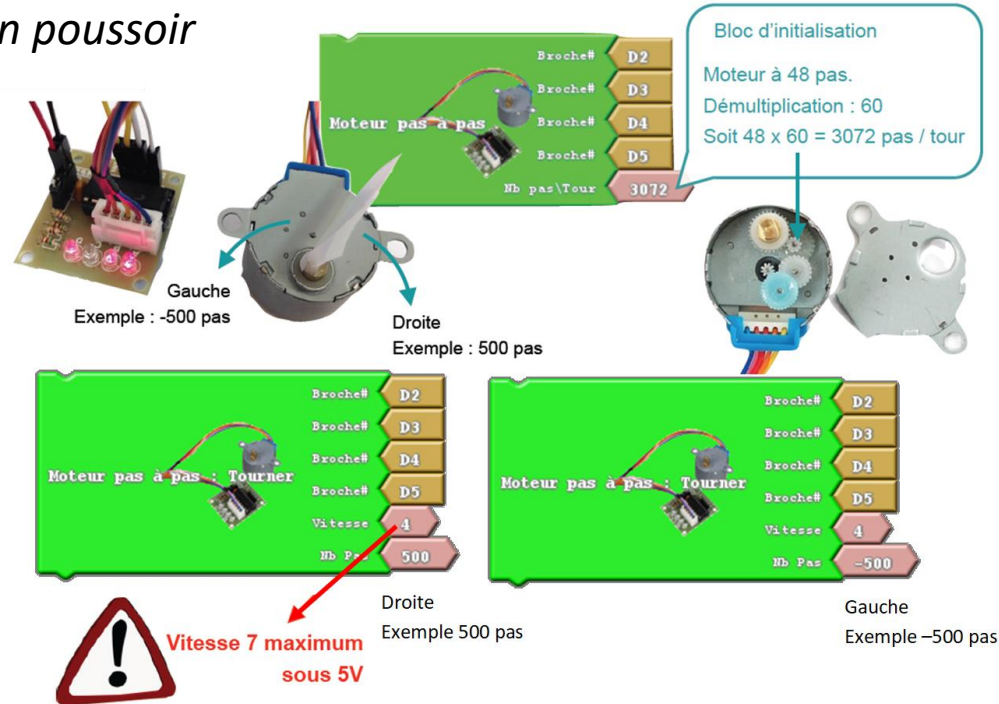 n poussoir
Broche# D2
Broche# D3
Moteur pas à pas
Broche# D4
Broche# D5
Nb pas\Tour 3072
Bloc d'initialisation
Moteur à 48 pas.
Démultiplication : 60
Soit 48 x 60 = 3072 pas / tour
Gauche
Exemple : -500 pas
Droite
Exemple : 500 pas
Broche# D2
Broche# D3
Broche# D4
Moteur pas à pas : Tourner
Broche# D5
Vitesse 4
Nb Pas 500
Vitesse 7 maximum
sous 5V
Droite
Exemple 500 pas
Broche# D2
Broche# D3
Broche# D4
Moteur pas à pas : Tourner
Broche# D5
Vitesse 4
Nb Pas -500
Gauche
Exemple –500 pas